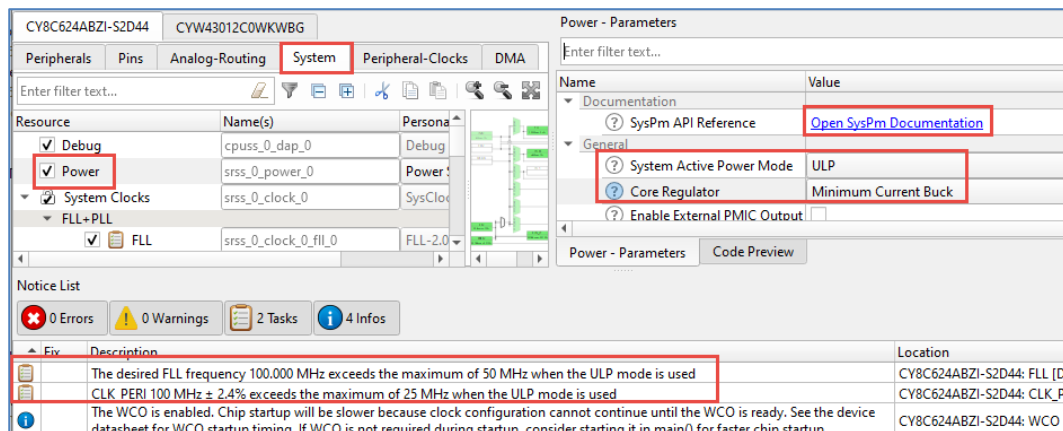 CY8C624ABZI-S2D44 CYW43012C0WKWBG
Peripherals Pins Analog-Routing System Peripheral-Clocks DMA
Enter filter text...
Resource Name(s) Persona
Debug cpuss_0_dap_0 Debug
Power srss_0_power_0 Power S
System Clocks srss_0_clock_0 SysCloc
FLL+PLL
FLL srss_0_clock_0_fll_0 FLL-2.0
Power - Parameters
Enter filter text...
Name Value
Documentation
SysPm API Reference Open SysPm Documentation
General
System Active Power Mode ULP
Core Regulator Minimum Current Buck
Enable External PMIC Output
Power - Parameters Code Preview
Notice List
0 Errors 0 Warnings 2 Tasks 4 Infos
Fix Description Location
The desired FLL frequency 100.000 MHz exceeds the maximum of 50 MHz when the ULP mode is used CY8C624ABZI-S2D44: FLL [D
CLK_PERI 100 MHz ± 2.4% exceeds the maximum of 25 MHz when the ULP mode is used CY8C624ABZI-S2D44: CLK_P
The WCO is enabled. Chip startup will be slower because clock configuration cannot continue until the WCO is ready. See the device CY8C624ABZI-S2D44: WCO
datasheet for WCO startup timing. If WCO is not required during startup, consider starting it in main() for faster chip startup.